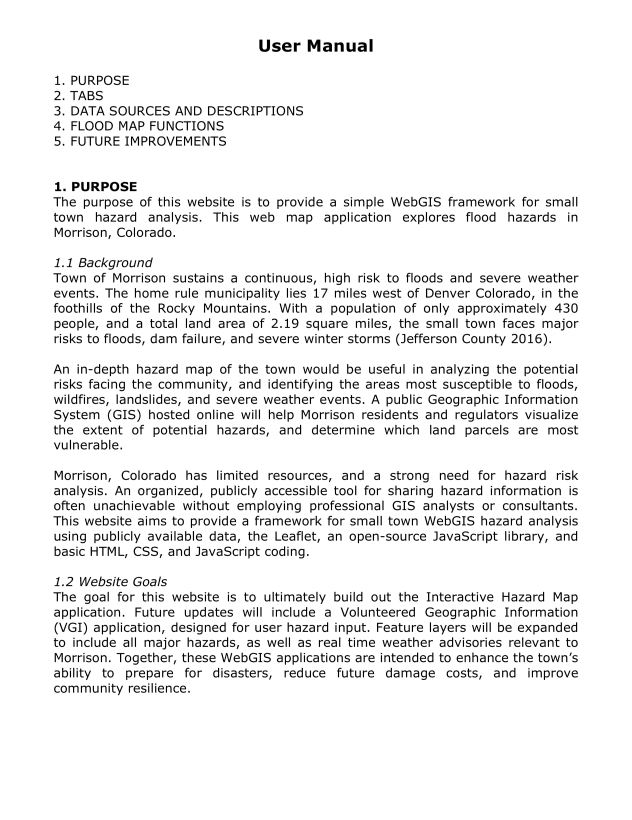 User Manual
1. PURPOSE
2. TABS
3. DATA SOURCES AND DESCRIPTIONS
4. FLOOD MAP FUNCTIONS
5. FUTURE IMPROVEMENTS
1. PURPOSE
The purpose of this website is to provide a simple WebGIS framework for small
town hazard analysis. This web map application explores flood hazards in
Morrison, Colorado.
1.1 Background
Town of Morrison sustains a continuous, high risk to floods and severe weather
events. The home rule municipality lies 17 miles west of Denver Colorado, in the
foothills of the Rocky Mountains. With a population of only approximately 430
people, and a total land area of 2.19 square miles, the small town faces major
risks to floods, dam failure, and severe winter storms (Jefferson County 2016).
An in-depth hazard map of the town would be useful in analyzing the potential
risks facing the community, and identifying the areas most susceptible to floods,
wildfires, landslides, and severe weather events. A public Geographic Information
System (GIS) hosted online will help Morrison residents and regulators visualize
the extent of potential hazards, and determine which land parcels are most
vulnerable.
Morrison, Colorado has limited resources, and a strong need for hazard risk
analysis. An organized, publicly accessible tool for sharing hazard information is
often unachievable without employing professional GIS analysts or consultants.
This website aims to provide a framework for small town WebGIS hazard analysis
using publicly available data, the Leaflet, an open-source JavaScript library, and
basic HTML, CSS, and JavaScript coding.
1.2 Website Goals
The goal for this website is to ultimately build out the Interactive Hazard Map
application. Future updates will include a Volunteered Geographic Information
(VGI) application, designed for user hazard input. Feature layers will be expanded
to include all major hazards, as well as real time weather advisories relevant to
Morrison. Together, these WebGIS applications are intended to enhance the town's
ability to prepare for disasters, reduce future damage costs, and improve
community resilience.